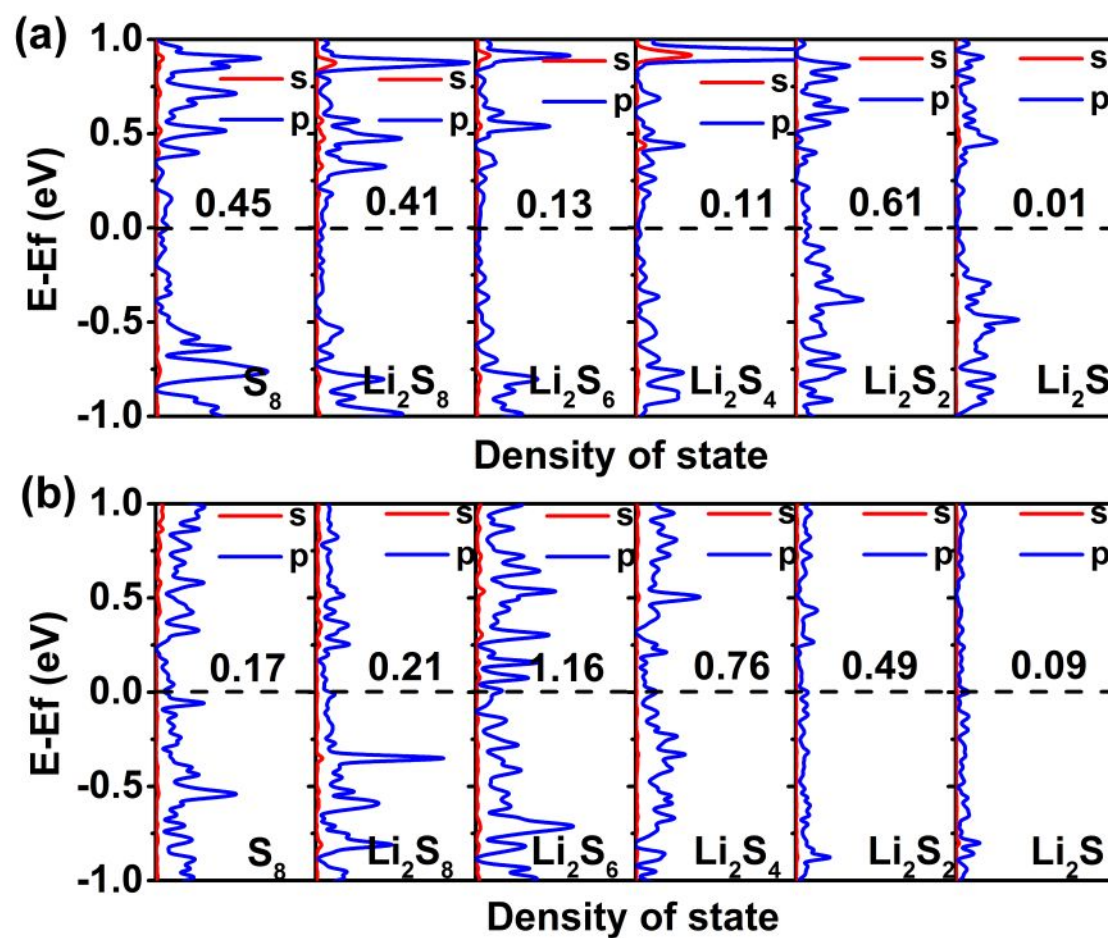 (a)
1.0
0.5
0.0
-0.5
-1.0
E-Ef (eV)
s
p
0.45
S₈
s
p
0.41
Li₂S₈
s
p
0.13
Li₂S₆
s
p
0.11
Li₂S₄
s
p
0.61
Li₂S₂
s
p
0.01
Li₂S
Density of state
(b)
1.0
0.5
0.0
-0.5
-1.0
E-Ef (eV)
s
p
0.17
S₈
s
p
0.21
Li₂S₈
s
p
1.16
Li₂S₆
s
p
0.76
Li₂S₄
s
p
0.49
Li₂S₂
s
p
0.09
Li₂S
Density of state